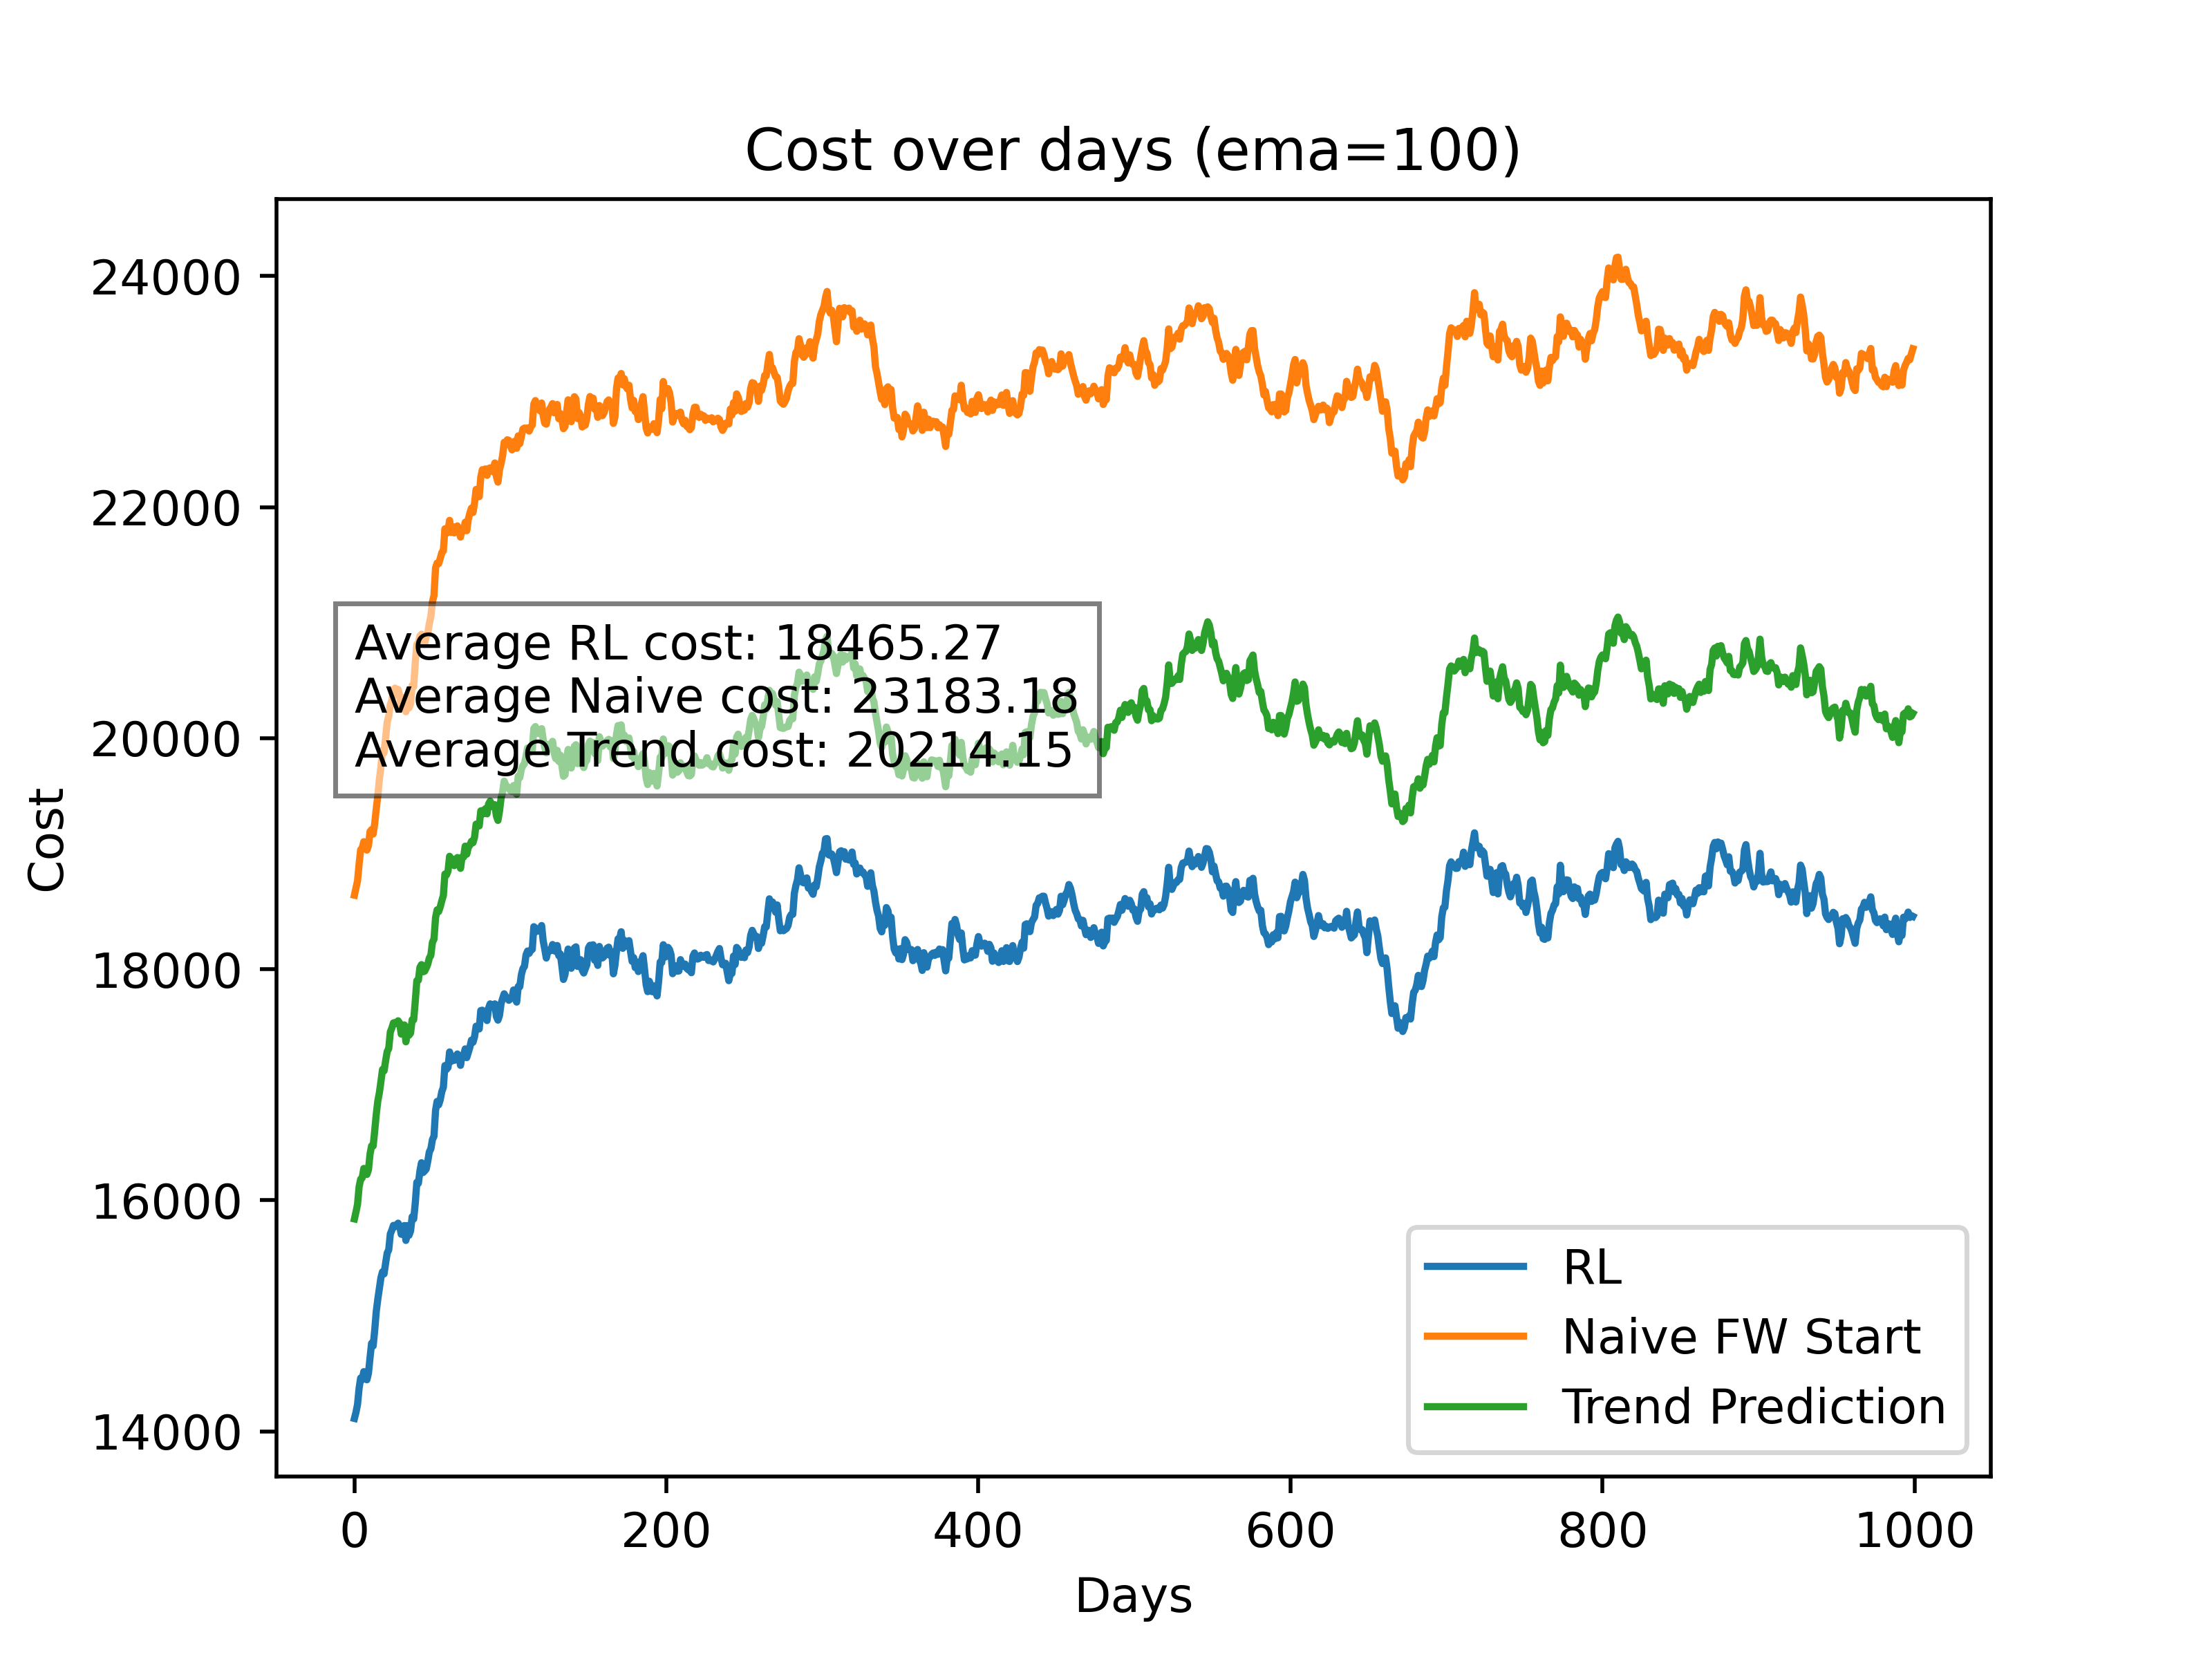 Cost over days (ema=100)
24000
22000
20000
18000
16000
14000
Cost
Average RL cost: 18465.27
Average Naive cost: 23183.18
Average Trend cost: 20214.15
RL
Naive FW Start
Trend Prediction
0 200 400 600 800 1000
Days